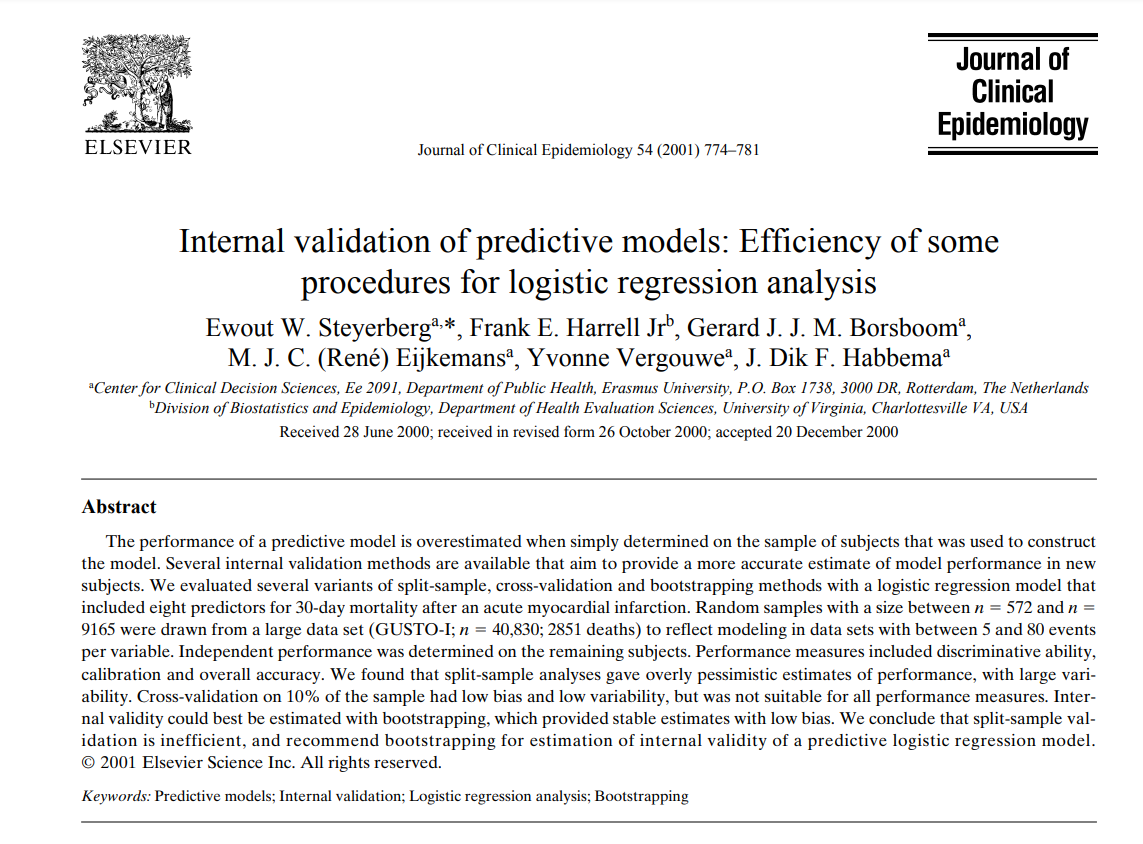 ELSEVIER
Journal of
Clinical
Epidemiology
Journal of Clinical Epidemiology 54 (2001) 774–781
Internal validation of predictive models: Efficiency of some
procedures for logistic regression analysis
Ewout W. Steyerbergᵃ,*, Frank E. Harrell Jrᵇ, Gerard J. J. M. Borsboomᵃ,
M. J. C. (René) Eijkemansᵃ, Yvonne Vergouweᵃ, J. Dik F. Habbemaᵃ
ᵃCenter for Clinical Decision Sciences, Ee 2091, Department of Public Health, Erasmus University, P.O. Box 1738, 3000 DR, Rotterdam, The Netherlands
ᵇDivision of Biostatistics and Epidemiology, Department of Health Evaluation Sciences, University of Virginia, Charlottesville VA, USA
Received 28 June 2000; received in revised form 26 October 2000; accepted 20 December 2000
Abstract
The performance of a predictive model is overestimated when simply determined on the sample of subjects that was used to construct
the model. Several internal validation methods are available that aim to provide a more accurate estimate of model performance in new
subjects. We evaluated several variants of split-sample, cross-validation and bootstrapping methods with a logistic regression model that
included eight predictors for 30-day mortality after an acute myocardial infarction. Random samples with a size between n = 572 and n =
9165 were drawn from a large data set (GUSTO-I; n = 40,830; 2851 deaths) to reflect modeling in data sets with between 5 and 80 events
per variable. Independent performance was determined on the remaining subjects. Performance measures included discriminative ability,
calibration and overall accuracy. We found that split-sample analyses gave overly pessimistic estimates of performance, with large vari-
ability. Cross-validation on 10% of the sample had low bias and low variability, but was not suitable for all performance measures. Inter-
nal validity could best be estimated with bootstrapping, which provided stable estimates with low bias. We conclude that split-sample val-
idation is inefficient, and recommend bootstrapping for estimation of internal validity of a predictive logistic regression model.
© 2001 Elsevier Science Inc. All rights reserved.
Keywords: Predictive models; Internal validation; Logistic regression analysis; Bootstrapping